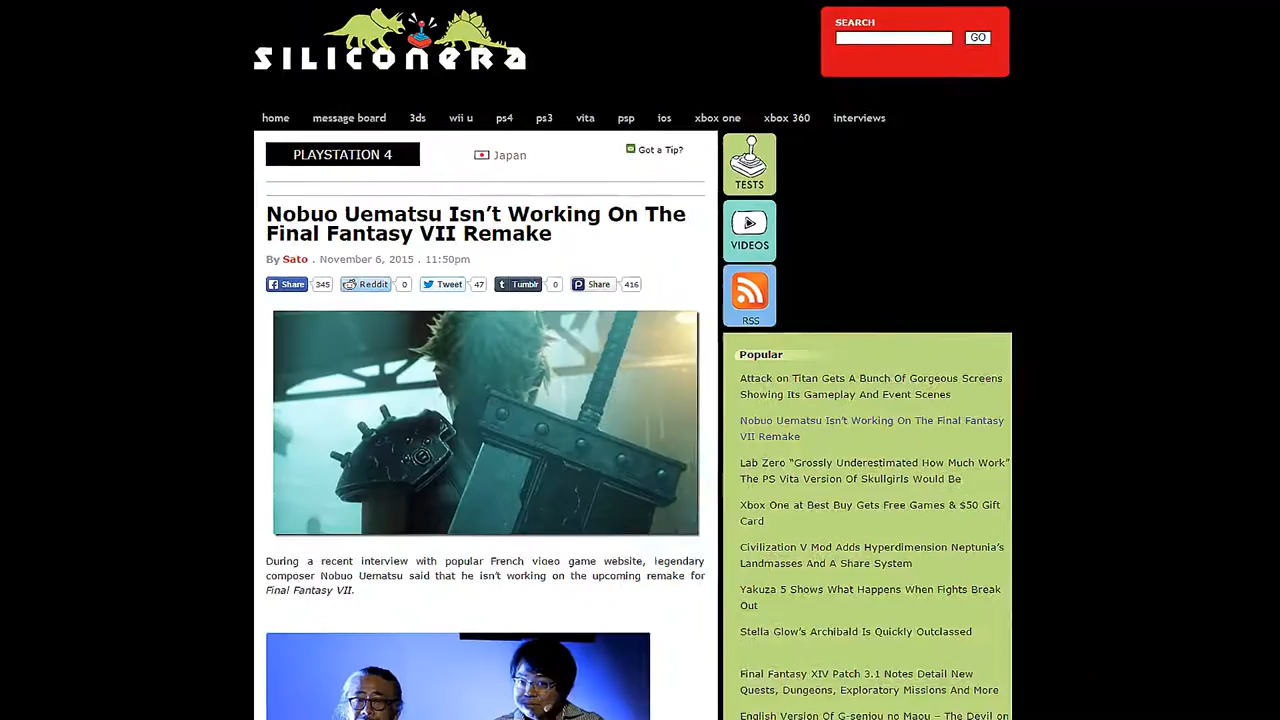 SILICONERA
SEARCH
GO
home message board 3ds wii u ps4 ps3 vita psp ios xbox one xbox 360 interviews
PLAYSTATION 4
Japan
Got a Tip?
Nobuo Uematsu Isn’t Working On The
Final Fantasy VII Remake
By Sato . November 6, 2015 . 11:50pm
Share 345 Reddit 0 Tweet 47 Tumblr 0 Share 416
During a recent interview with popular French video game website, legendary
composer Nobuo Uematsu said that he isn’t working on the upcoming remake for
Final Fantasy VII.
TESTS
VIDEOS
RSS
Popular
Attack on Titan Gets A Bunch Of Gorgeous Screens
Showing Its Gameplay And Event Scenes
Nobuo Uematsu Isn’t Working On The Final Fantasy
VII Remake
Lab Zero “Grossly Underestimated How Much Work”
The PS Vita Version Of Skullgirls Would Be
Xbox One at Best Buy Gets Free Games & $50 Gift
Card
Civilization V Mod Adds Hyperdimension Neptunia’s
Landmasses And A Share System
Yakuza 5 Shows What Happens When Fights Break
Out
Stella Glow’s Archibald Is Quickly Outclassed
Final Fantasy XIV Patch 3.1 Notes Detail New
Quests, Dungeons, Exploratory Missions And More
English Version Of G-senjou no Maou – The Devil on